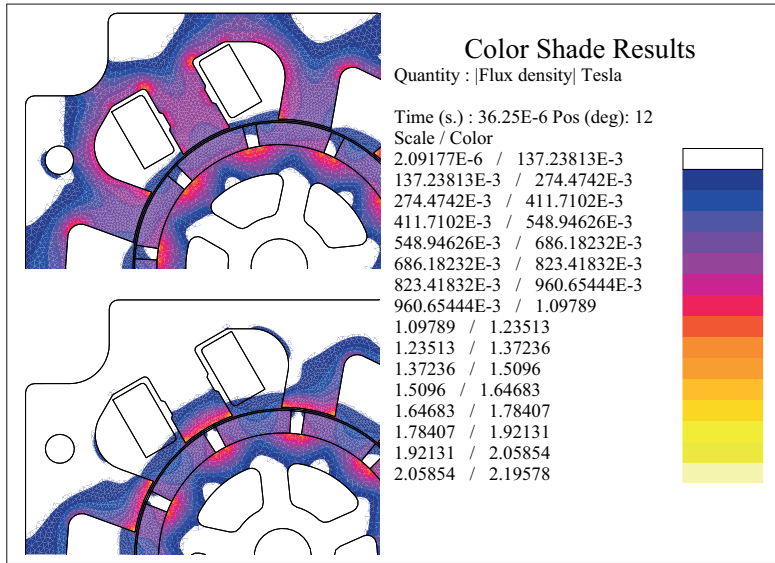 Color Shade Results
Quantity : |Flux density| Tesla
Time (s.) : 36.25E-6 Pos (deg): 12
Scale / Color
2.09177E-6 / 137.23813E-3
137.23813E-3 / 274.4742E-3
274.4742E-3 / 411.7102E-3
411.7102E-3 / 548.94626E-3
548.94626E-3 / 686.18232E-3
686.18232E-3 / 823.41832E-3
823.41832E-3 / 960.65444E-3
960.65444E-3 / 1.09789
1.09789 / 1.23513
1.23513 / 1.37236
1.37236 / 1.5096
1.5096 / 1.64683
1.64683 / 1.78407
1.78407 / 1.92131
1.92131 / 2.05854
2.05854 / 2.19578